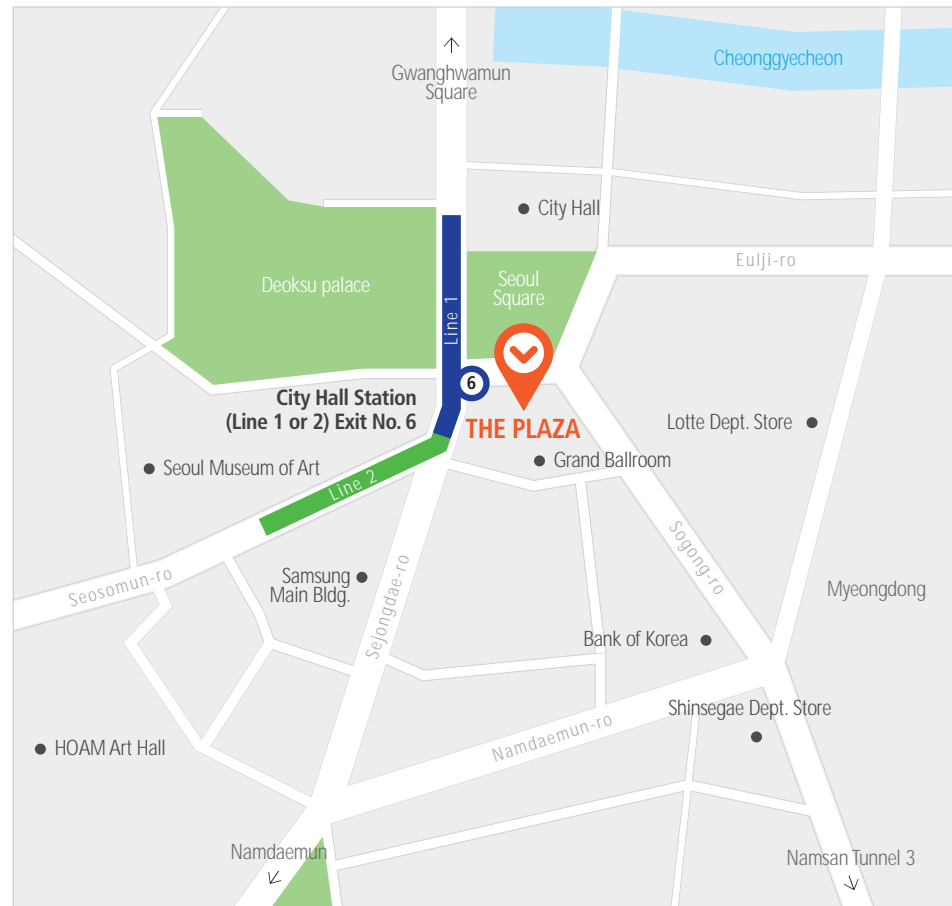 Cheonggyecheon
Gwanghwamun
Square
City Hall
Eulji-ro
Deoksu palace
Seoul
Square
Line 1
6
City Hall Station
(Line 1 or 2) Exit No. 6
THE PLAZA
Lotte Dept. Store
Seoul Museum of Art
Grand Ballroom
Line 2
Sogong-ro
Seosomun-ro
Samsung
Main Bldg.
Sejongdae-ro
Myeongdong
Bank of Korea
Shinsegae Dept. Store
Namdaemun-ro
HOAM Art Hall
Namdaemun
Namsan Tunnel 3